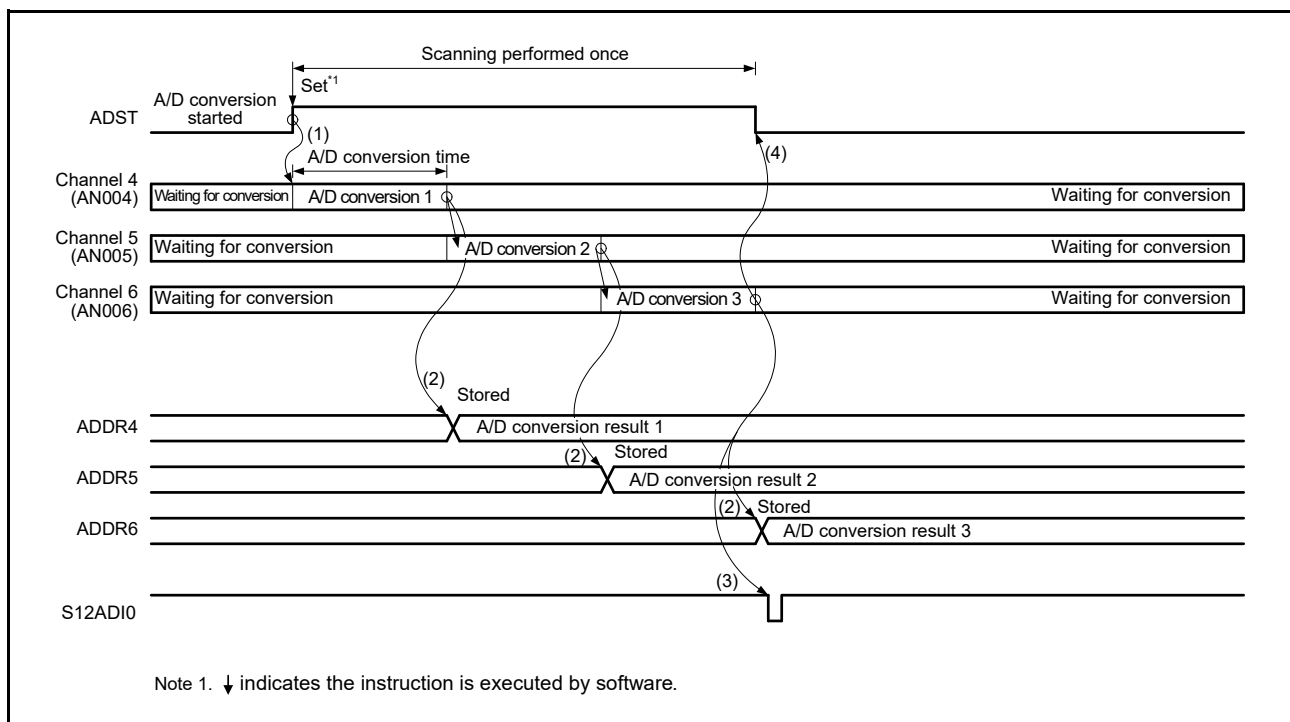 Scanning performed once
Set*1
A/D conversion
started
ADST
(1)
A/D conversion time
(4)
Channel 4
(AN004)
Waiting for conversion
A/D conversion 1
Waiting for conversion
Channel 5
(AN005)
Waiting for conversion
A/D conversion 2
Waiting for conversion
Channel 6
(AN006)
Waiting for conversion
A/D conversion 3
Waiting for conversion
(2)
Stored
ADDR4
A/D conversion result 1
(2)
Stored
ADDR5
A/D conversion result 2
(2)
Stored
ADDR6
A/D conversion result 3
(3)
S12ADI0
Note 1. ↓ indicates the instruction is executed by software.